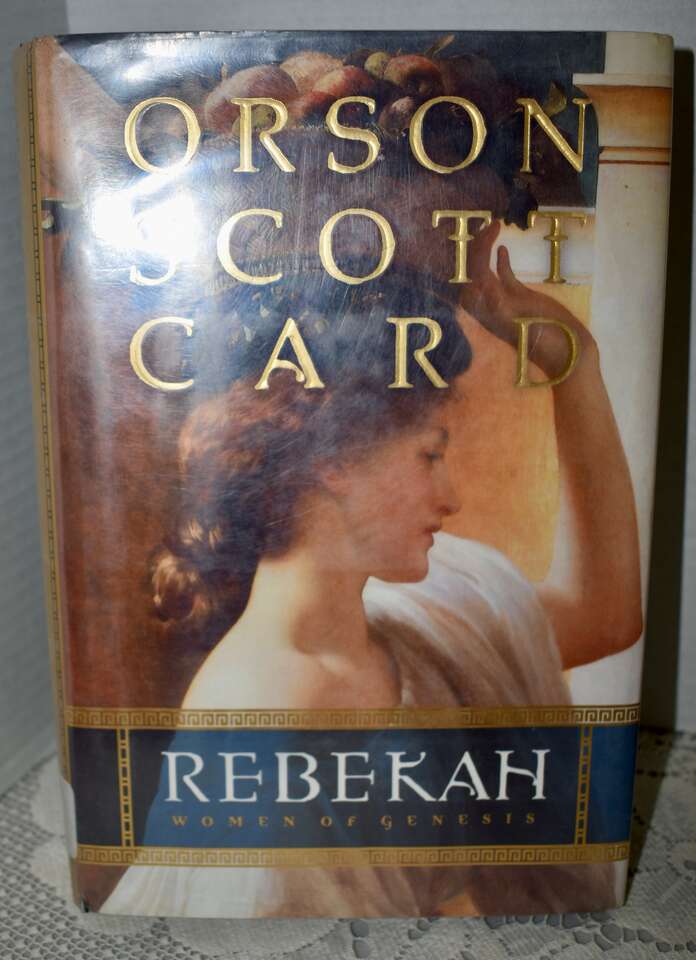 ORSON
SCOTT
CARD
REBEKAH
WOMEN OF GENESIS